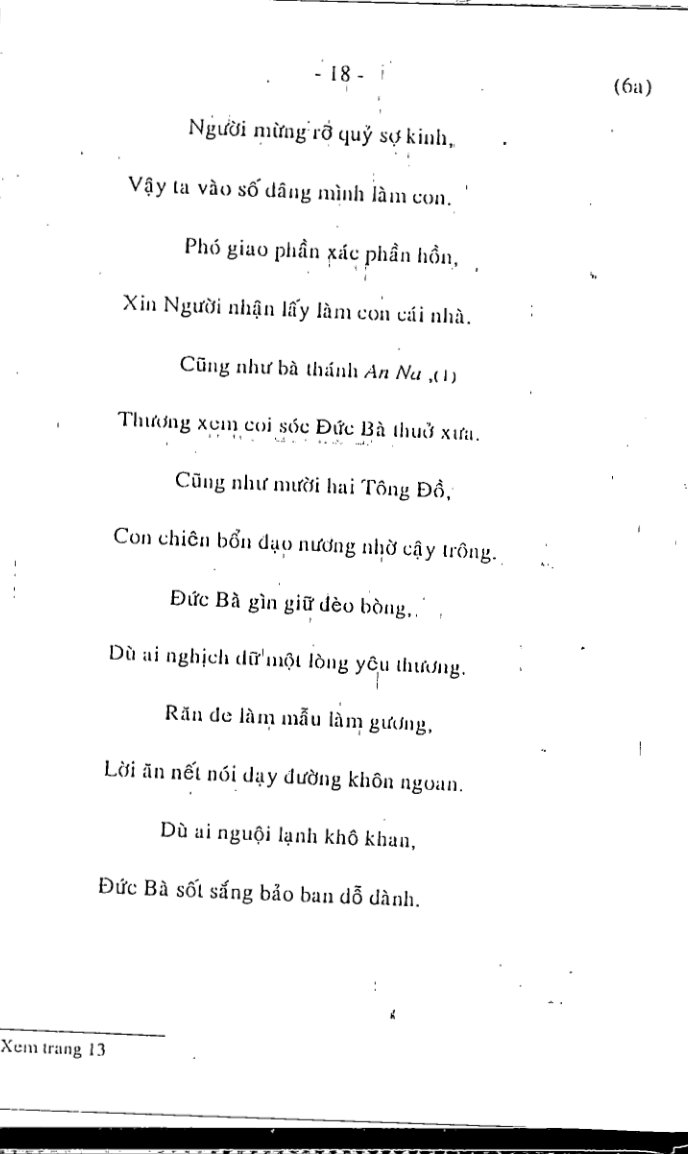 - 18 -
(6a)
Người mừng rỡ quỷ sợ kinh,
Vậy ta vào số dâng mình làm con.
Phó giao phần xác phần hồn,
Xin Người nhận lấy làm con cái nhà.
Cũng như bà thánh An Na ,(1)
Thương xem coi sóc Đức Bà thuở xưa.
Cũng như mười hai Tông Đồ,
Con chiên bổn đạo nương nhờ cậy trông.
Đức Bà gìn giữ đèo bòng,
Dù ai nghịch dữ một lòng yêu thương.
Răn de làm mẫu làm gương,
Lời ăn nết nói dạy đường khôn ngoan.
Dù ai nguội lạnh khô khan,
Đức Bà sốt sắng bảo ban dỗ dành.
Xem trang 13